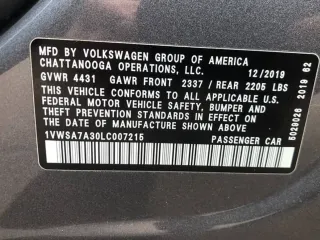 MFD BY VOLKSWAGEN GROUP OF AMERICA
CHATTANOOGA OPERATIONS, LLC. 12/2019
GVWR 4431 GAWR FRONT 2337 / REAR 2205 LBS
THIS VEHICLE CONFORMS TO ALL APPLICABLE U.S.
FEDERAL MOTOR VEHICLE SAFETY, BUMPER AND
THEFT PREVENTION STANDARDS IN EFFECT ON THE
DATE OF MANUFACTURE SHOWN ABOVE.
1VWSA7A30LC007215 PASSENGER CAR
5029026 2019 62